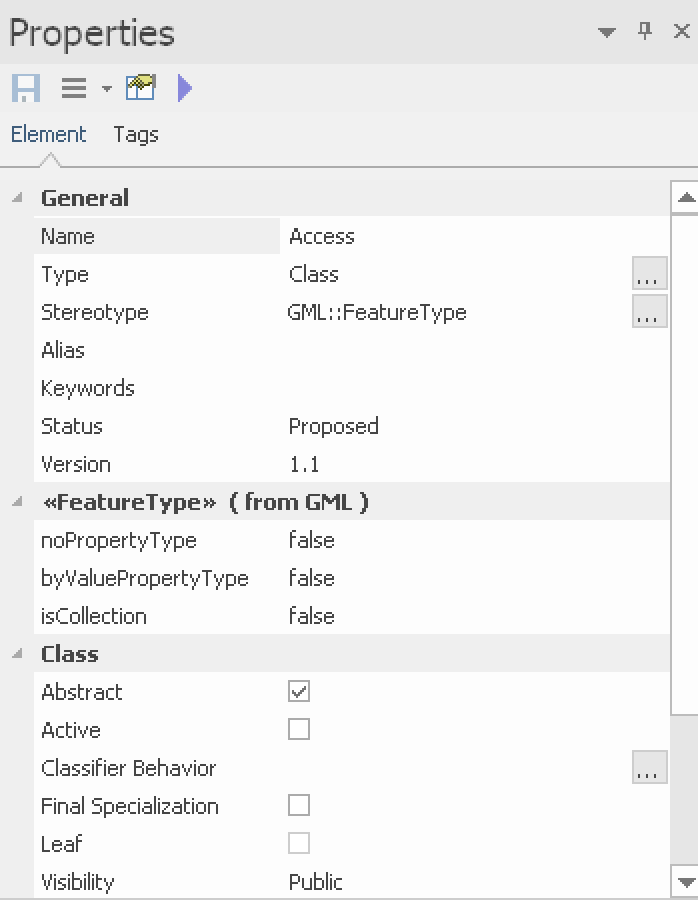 Properties
Element Tags
General
Name Access
Type Class ...
Stereotype GML::FeatureType ...
Alias
Keywords
Status Proposed
Version 1.1
«FeatureType» ( from GML )
noPropertyType false
byValuePropertyType false
isCollection false
Class
Abstract
Active
Classifier Behavior ...
Final Specialization
Leaf
Visibility Public